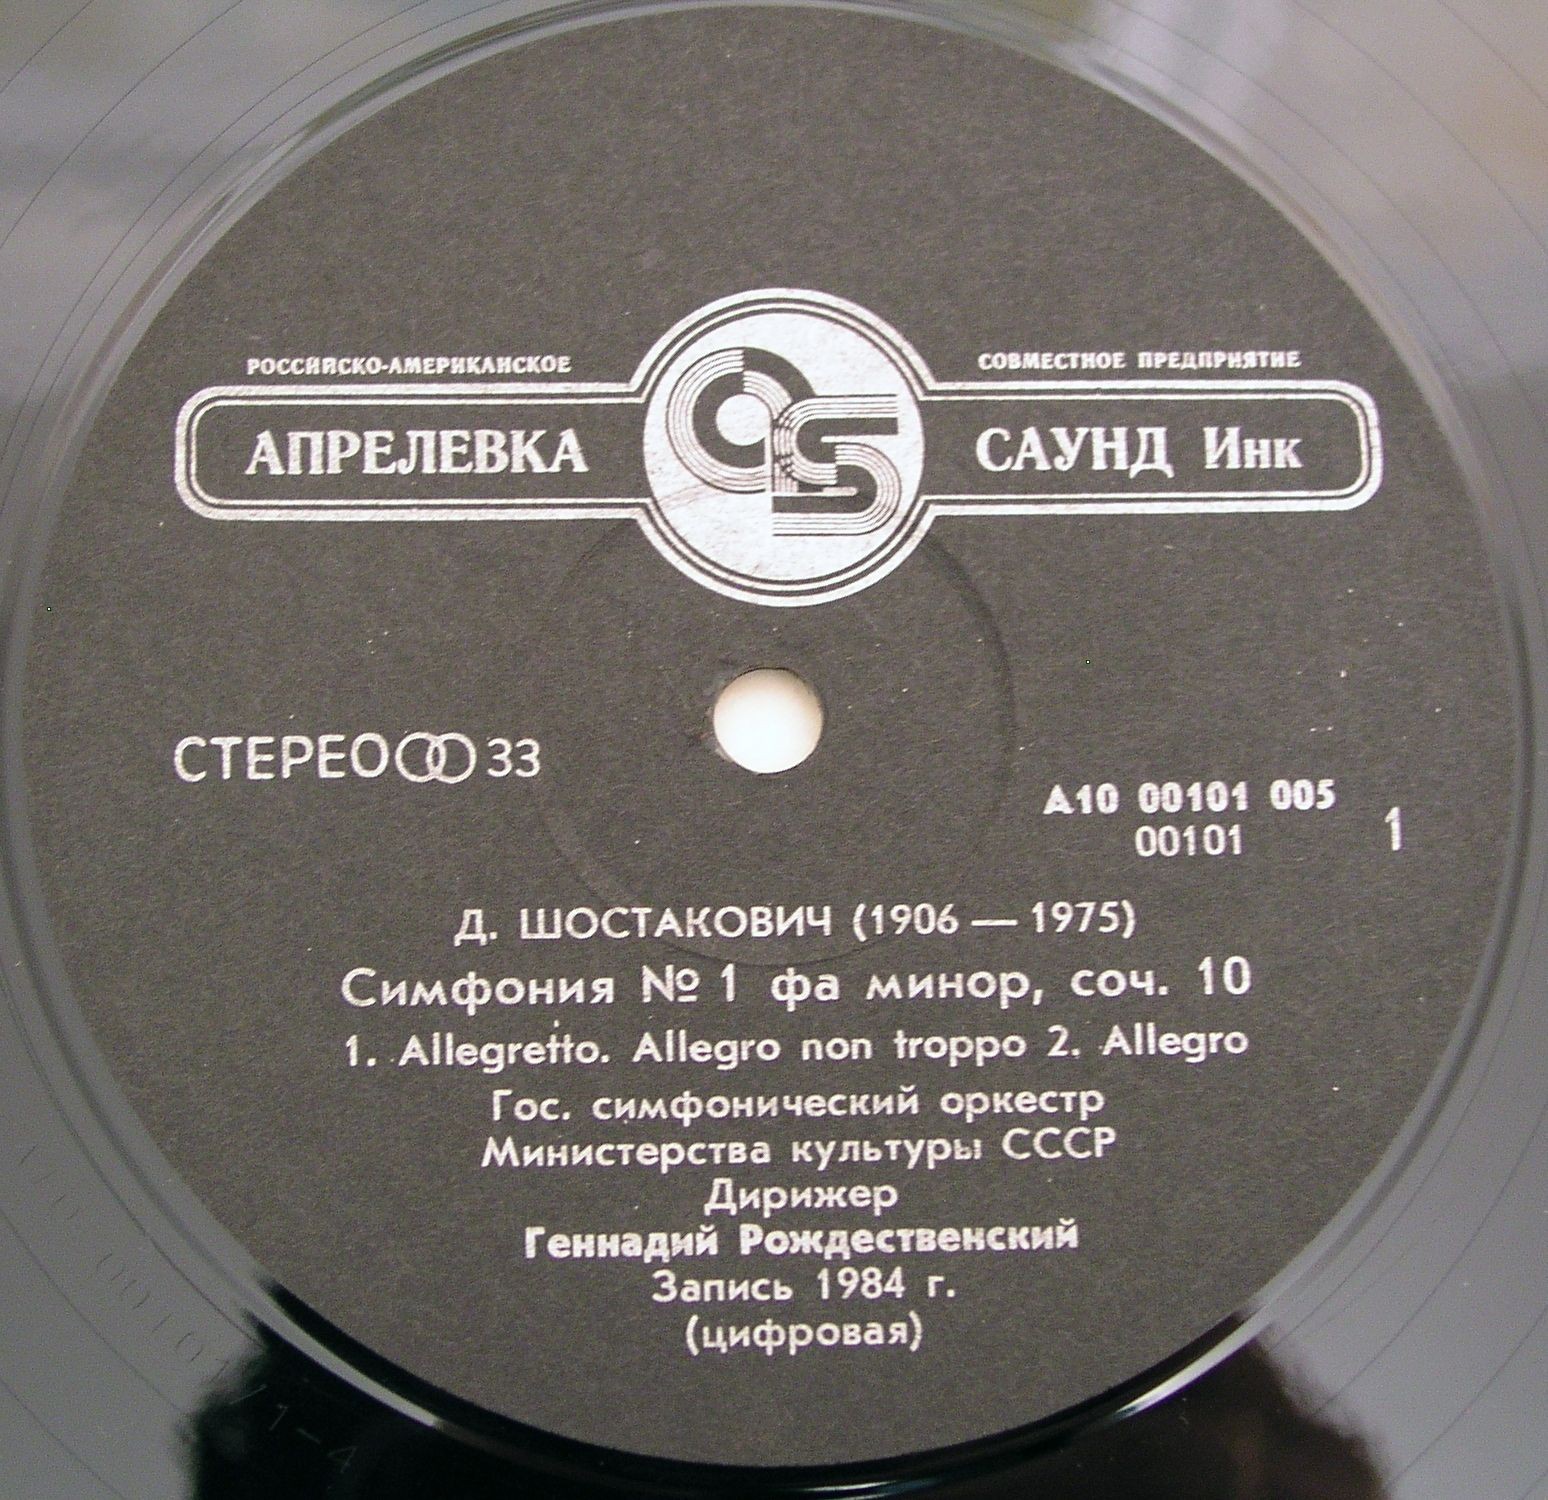 РОССИЙСКО-АМЕРИКАНСКОЕ СОВМЕСТНОЕ ПРЕДПРИЯТИЕ
АПРЕЛЕВКА САУНД Инк
СТЕРЕО 33
А10 00101 005
00101
1
Д. ШОСТАКОВИЧ (1906 — 1975)
Симфония № 1 фа минор, соч. 10
1. Allegretto. Allegro non troppo 2. Allegro
Гос. симфонический оркестр
Министерства культуры СССР
Дирижер
Геннадий Рождественский
Запись 1984 г.
(цифровая)